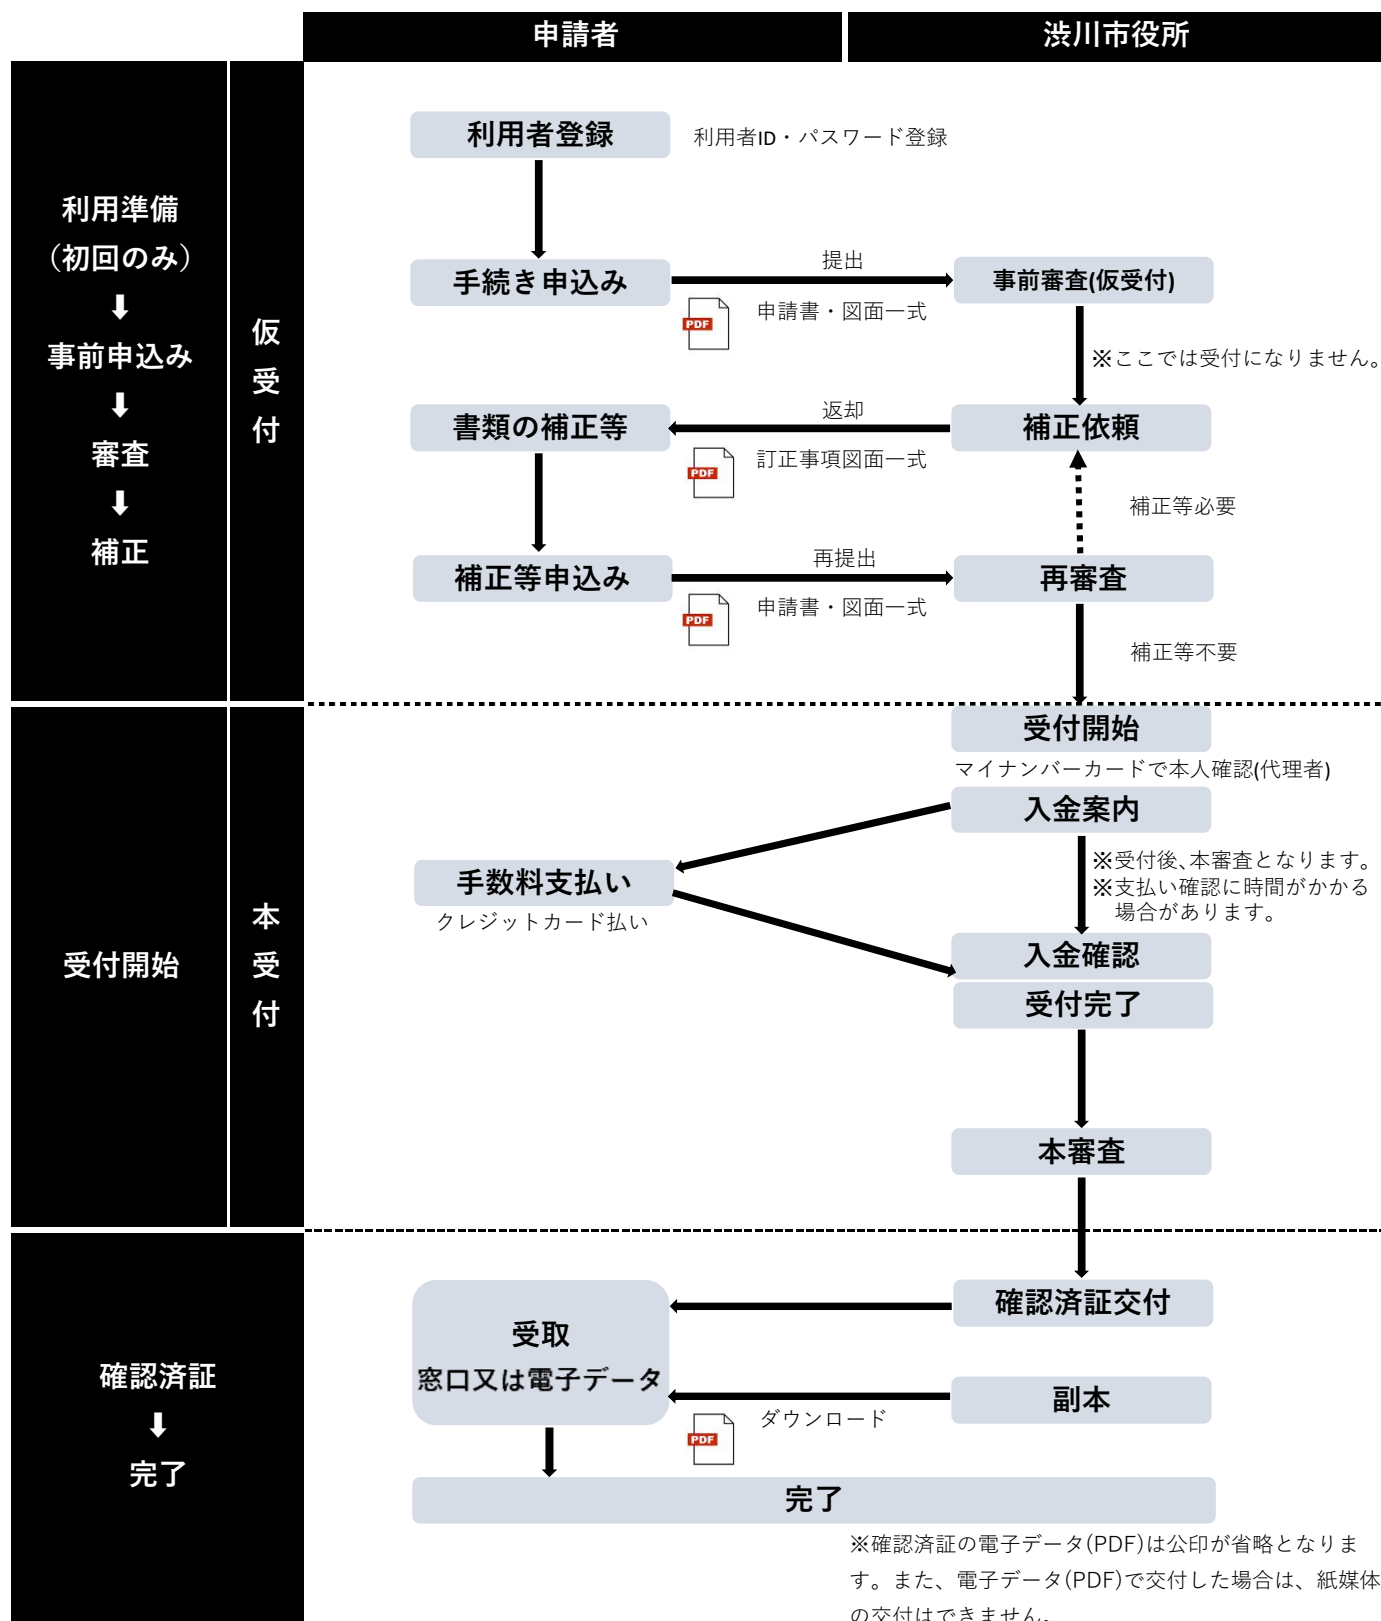 申請者
渋川市役所
利用準備
（初回のみ）
⬇
事前申込み
⬇
審査
⬇
補正
仮
受
付
利用者登録
利用者ID・パスワード登録
手続き申込み
提出
PDF
申請書・図面一式
事前審査(仮受付)
※ここでは受付になりません。
書類の補正等
返却
PDF
訂正事項図面一式
補正依頼
補正等必要
補正等申込み
再提出
PDF
申請書・図面一式
再審査
補正等不要
受付開始
本
受
付
受付開始
マイナンバーカードで本人確認(代理者)
入金案内
※受付後、本審査となります。
※支払い確認に時間がかかる
場合があります。
手数料支払い
クレジットカード払い
入金確認
受付完了
本審査
確認済証
⬇
完了
確認済証交付
受取
窓口又は電子データ
副本
PDF
ダウンロード
完了
※確認済証の電子データ(PDF)は公印が省略となりま
す。また、電子データ(PDF)で交付した場合は、紙媒体
の交付はできません。